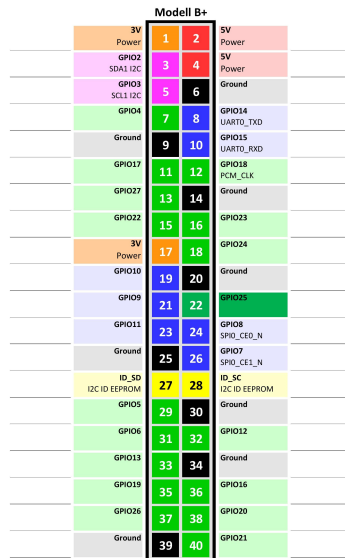 Modell B+
3V 1 2 5V
Power Power
GPIO2 3 4 5V
SDA1 I2C Power
GPIO3 5 6 Ground
SCL1 I2C
GPIO4 7 8 GPIO14
UART0_TXD
Ground 9 10 GPIO15
UART0_RXD
GPIO17 11 12 GPIO18
PCM_CLK
GPIO27 13 14 Ground
GPIO22 15 16 GPIO23
3V 17 18 GPIO24
Power
GPIO10 19 20 Ground
GPIO9 21 22 GPIO25
GPIO11 23 24 GPIO8
SPI0_CE0_N
Ground 25 26 GPIO7
SPI0_CE1_N
ID_SD 27 28 ID_SC
I2C ID EEPROM I2C ID EEPROM
GPIO5 29 30 Ground
GPIO6 31 32 GPIO12
GPIO13 33 34 Ground
GPIO19 35 36 GPIO16
GPIO26 37 38 GPIO20
Ground 39 40 GPIO21